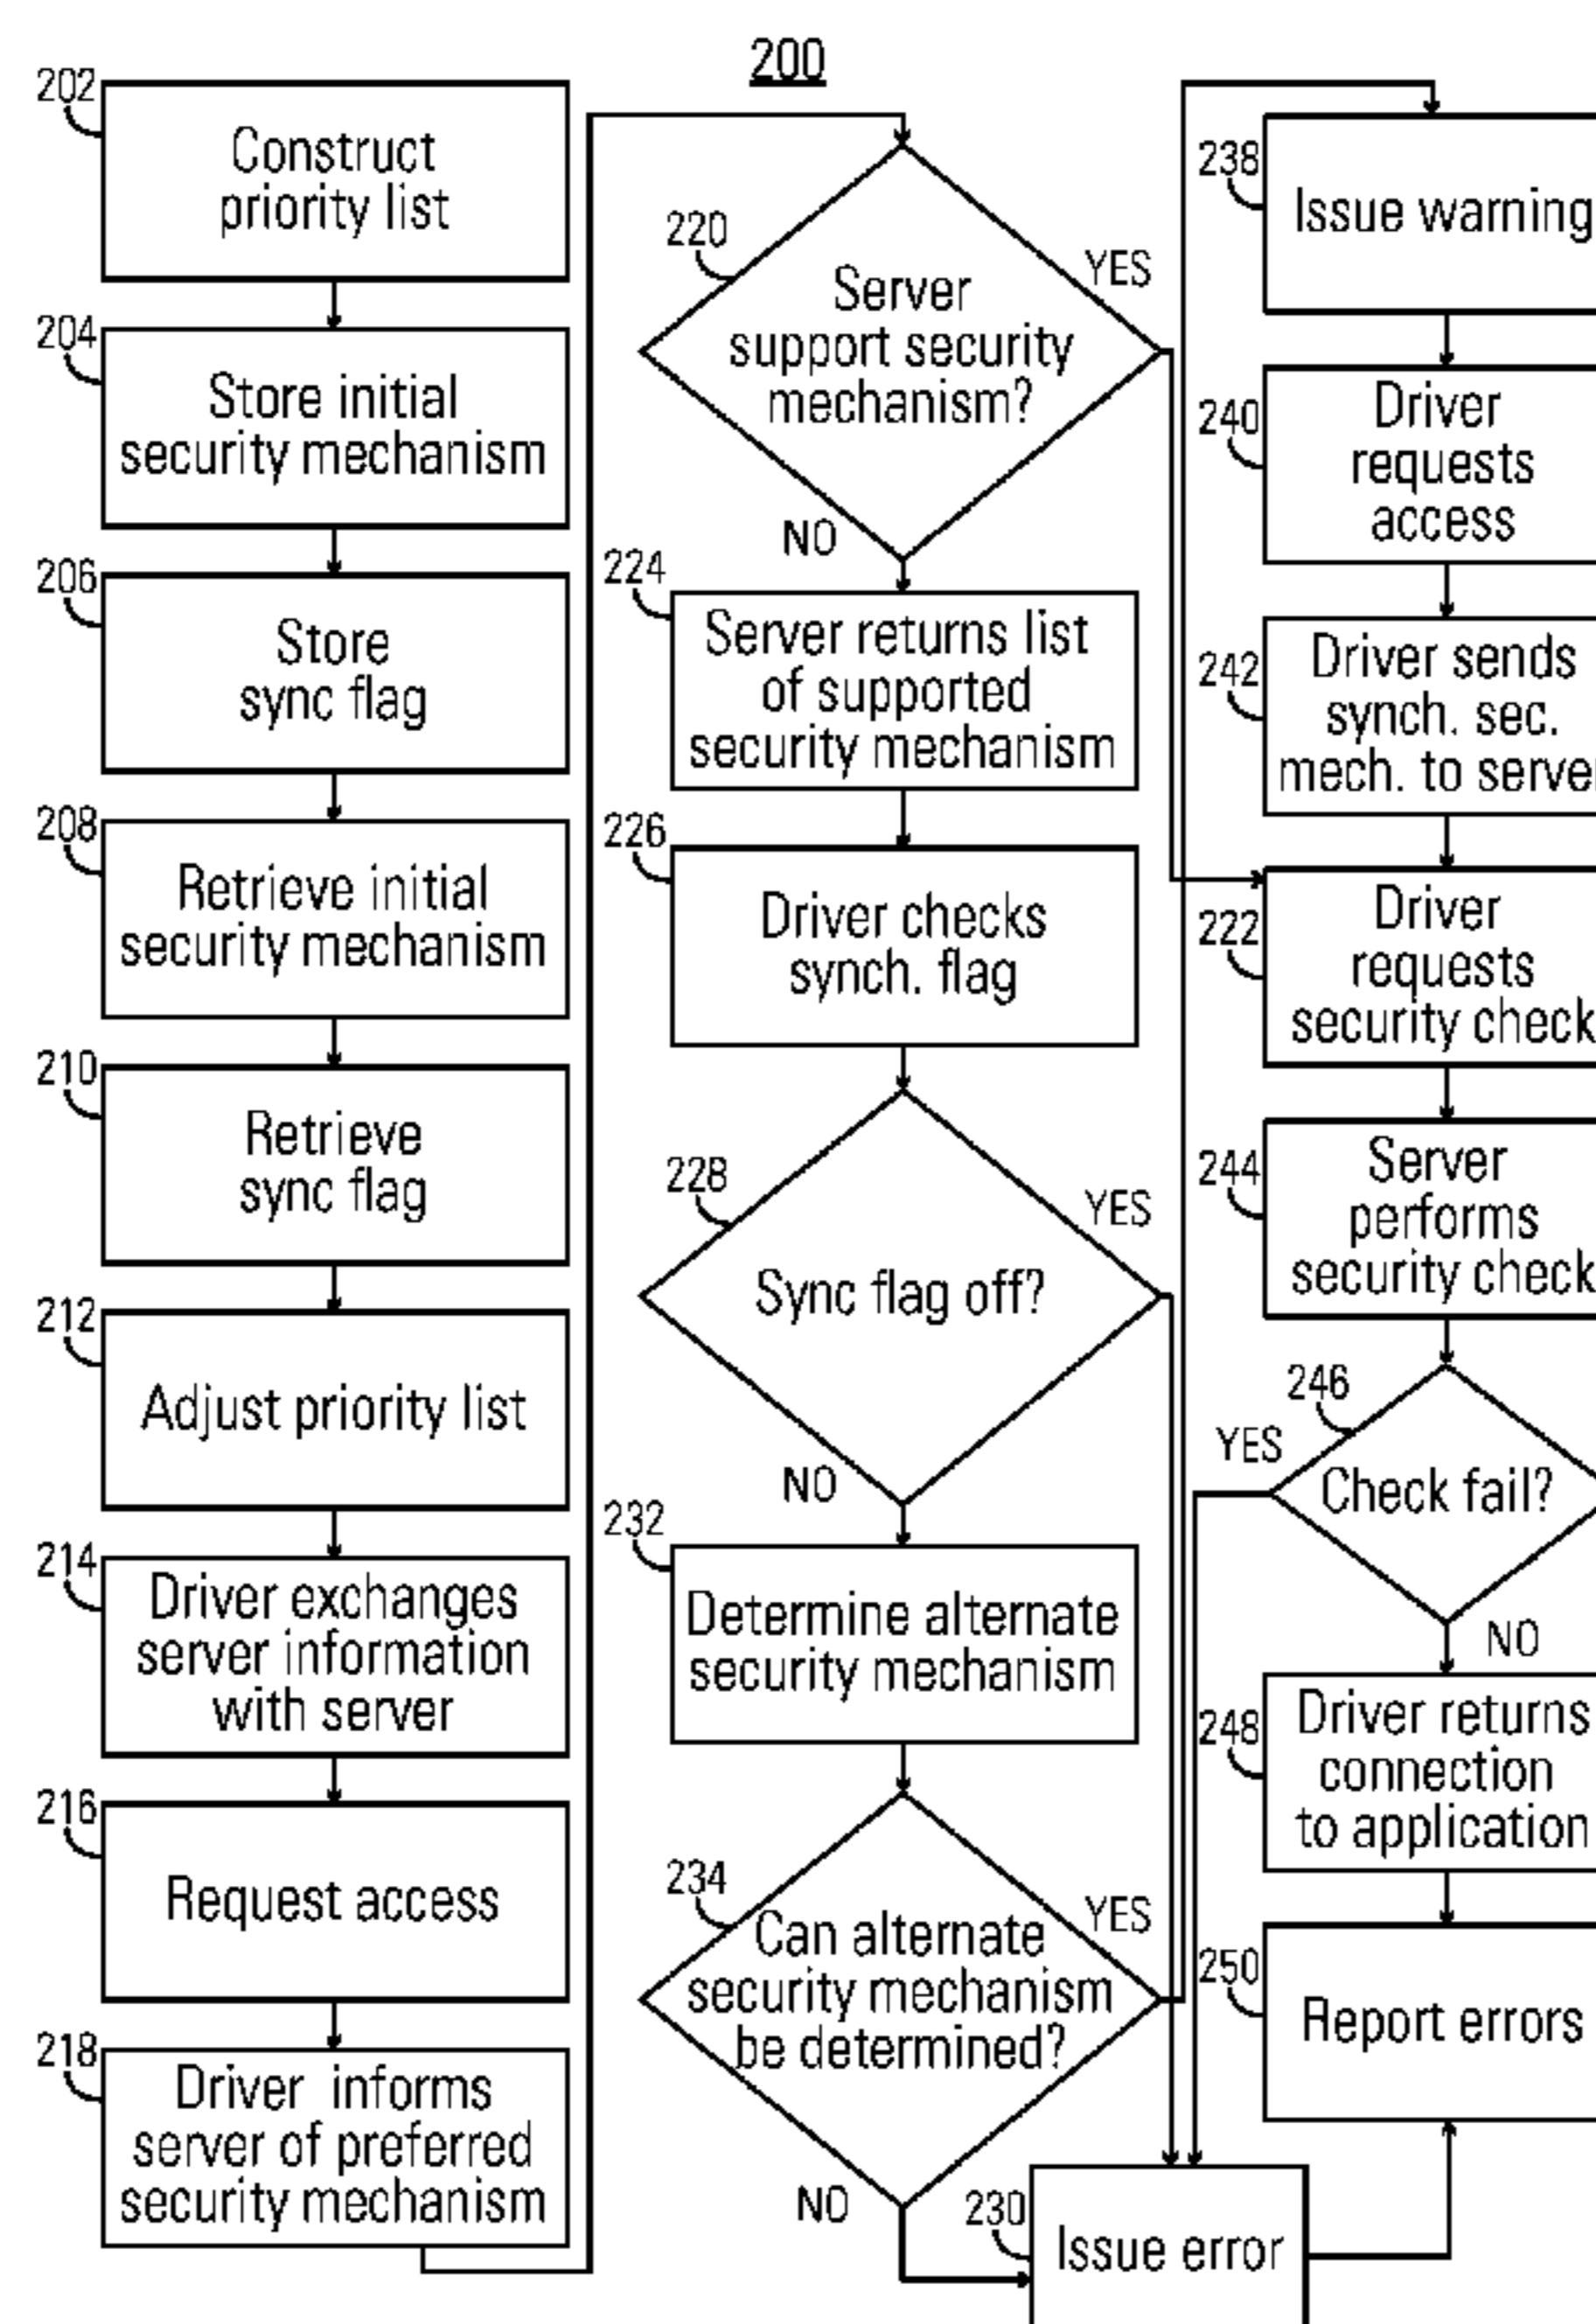 200
202
Construct
priority list
204
Store initial
security mechanism
206
Store
sync flag
208
Retrieve initial
security mechanism
210
Retrieve
sync flag
212
Adjust priority list
214
Driver exchanges
server information
with server
216
Request access
218
Driver informs
server of preferred
security mechanism
220
Server
support security
mechanism?
YES
NO
224
Server returns list
of supported
security mechanism
226
Driver checks
synch. flag
228
Sync flag off?
YES
NO
232
Determine alternate
security mechanism
234
Can alternate
security mechanism
be determined?
YES
NO
230
Issue error
238
Issue warning
240
Driver
requests
access
242
Driver sends
synch. sec.
mech. to server
222
Driver
requests
security check
244
Server
performs
security check
246
Check fail?
YES
NO
248
Driver returns
connection
to application
250
Report errors